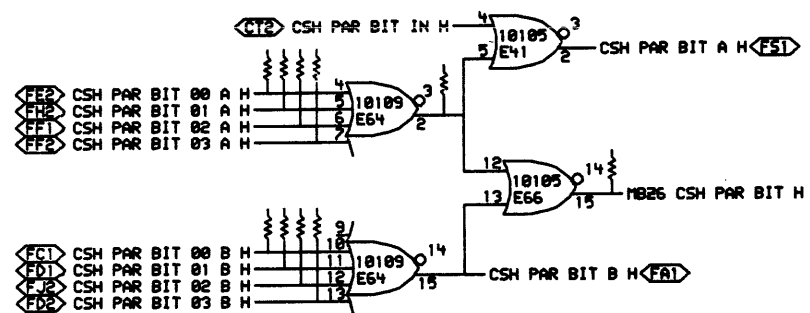 CT2 CSH PAR BIT IN H 4 10105 E41 3
5 2 CSH PAR BIT A H FS1
FE2 CSH PAR BIT 00 A H 4 10109 E64 3
FH2 CSH PAR BIT 01 A H 5 2
FF1 CSH PAR BIT 02 A H 6
FF2 CSH PAR BIT 03 A H 7
12 10105 E66 14
13 15 MB26 CSH PAR BIT H
9
FC1 CSH PAR BIT 00 B H 10 10109 E64 14
FD1 CSH PAR BIT 01 B H 11 15 CSH PAR BIT B H FA1
FJ2 CSH PAR BIT 02 B H 12
FD2 CSH PAR BIT 03 B H 13